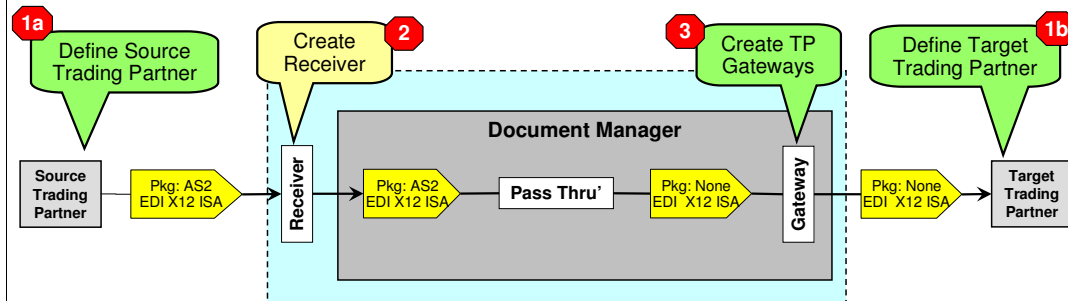 1a
Define Source
Trading Partner
Create
Receiver
2
3
Create TP
Gateways
Define Target
Trading Partner
1b
Document Manager
Source
Trading
Partner
Pkg: AS2
EDI X12 ISA
Receiver
Pkg: AS2
EDI X12 ISA
Pass Thru'
Pkg: None
EDI X12 ISA
Gateway
Pkg: None
EDI X12 ISA
Target
Trading
Partner